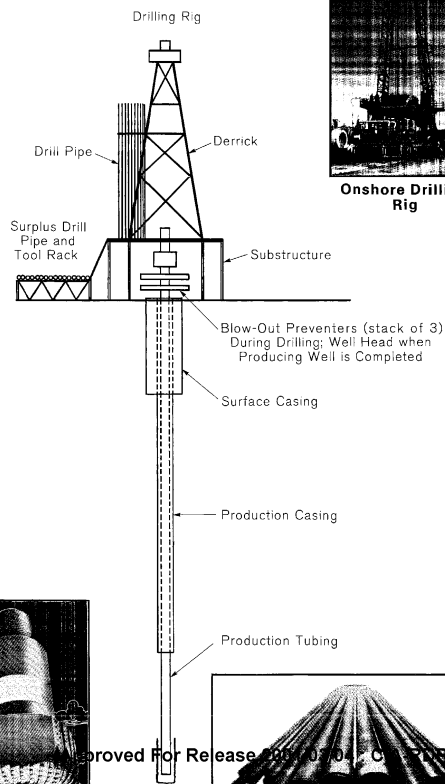 Drilling Rig
Drill Pipe
Derrick
Onshore Drilli
Rig
Surplus Drill
Pipe and
Tool Rack
Substructure
Blow-Out Preventers (stack of 3)
During Drilling; Well Head when
Producing Well is Completed
Surface Casing
Production Casing
Production Tubing
proved For Release